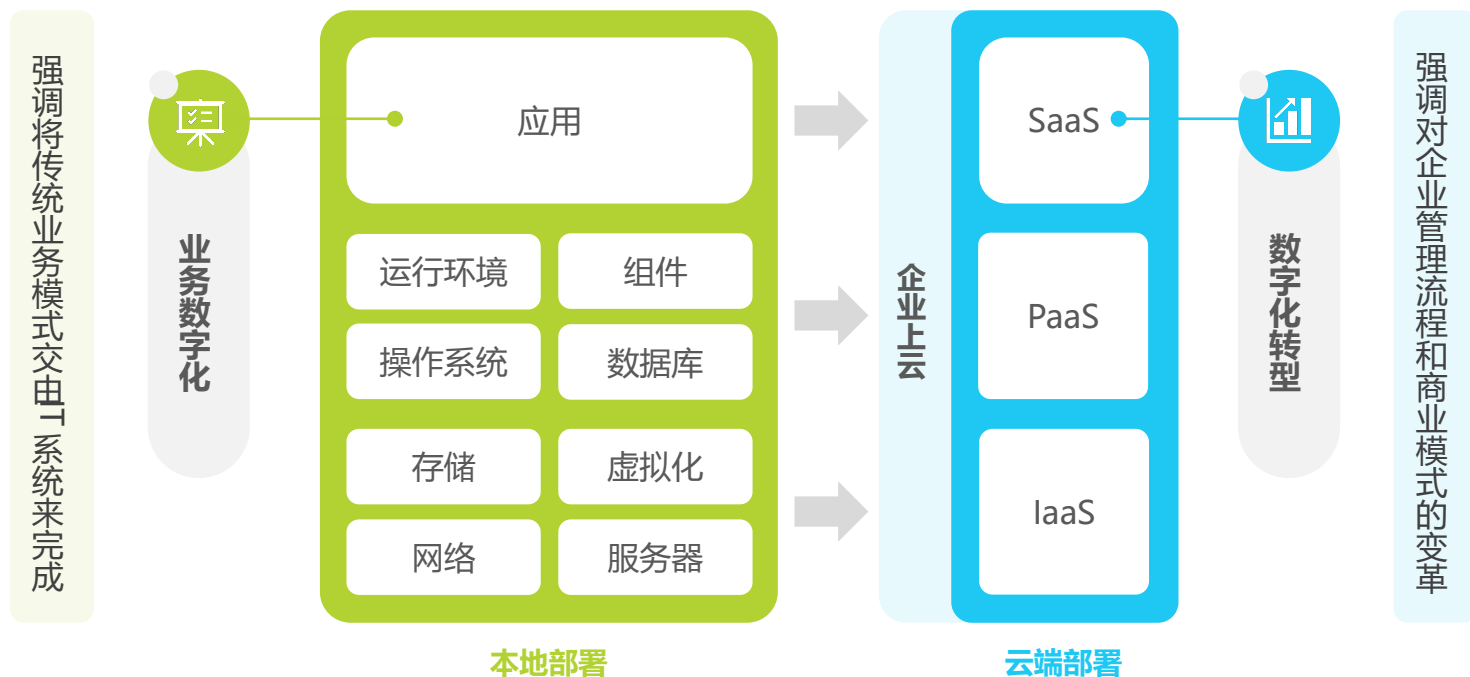 强调将传统业务模式交由IT系统来完成
业务数字化
应用
运行环境
组件
操作系统
数据库
存储
虚拟化
网络
服务器
本地部署
企业上云
SaaS
PaaS
IaaS
云端部署
数字化转型
强调对企业管理流程和商业模式的变革